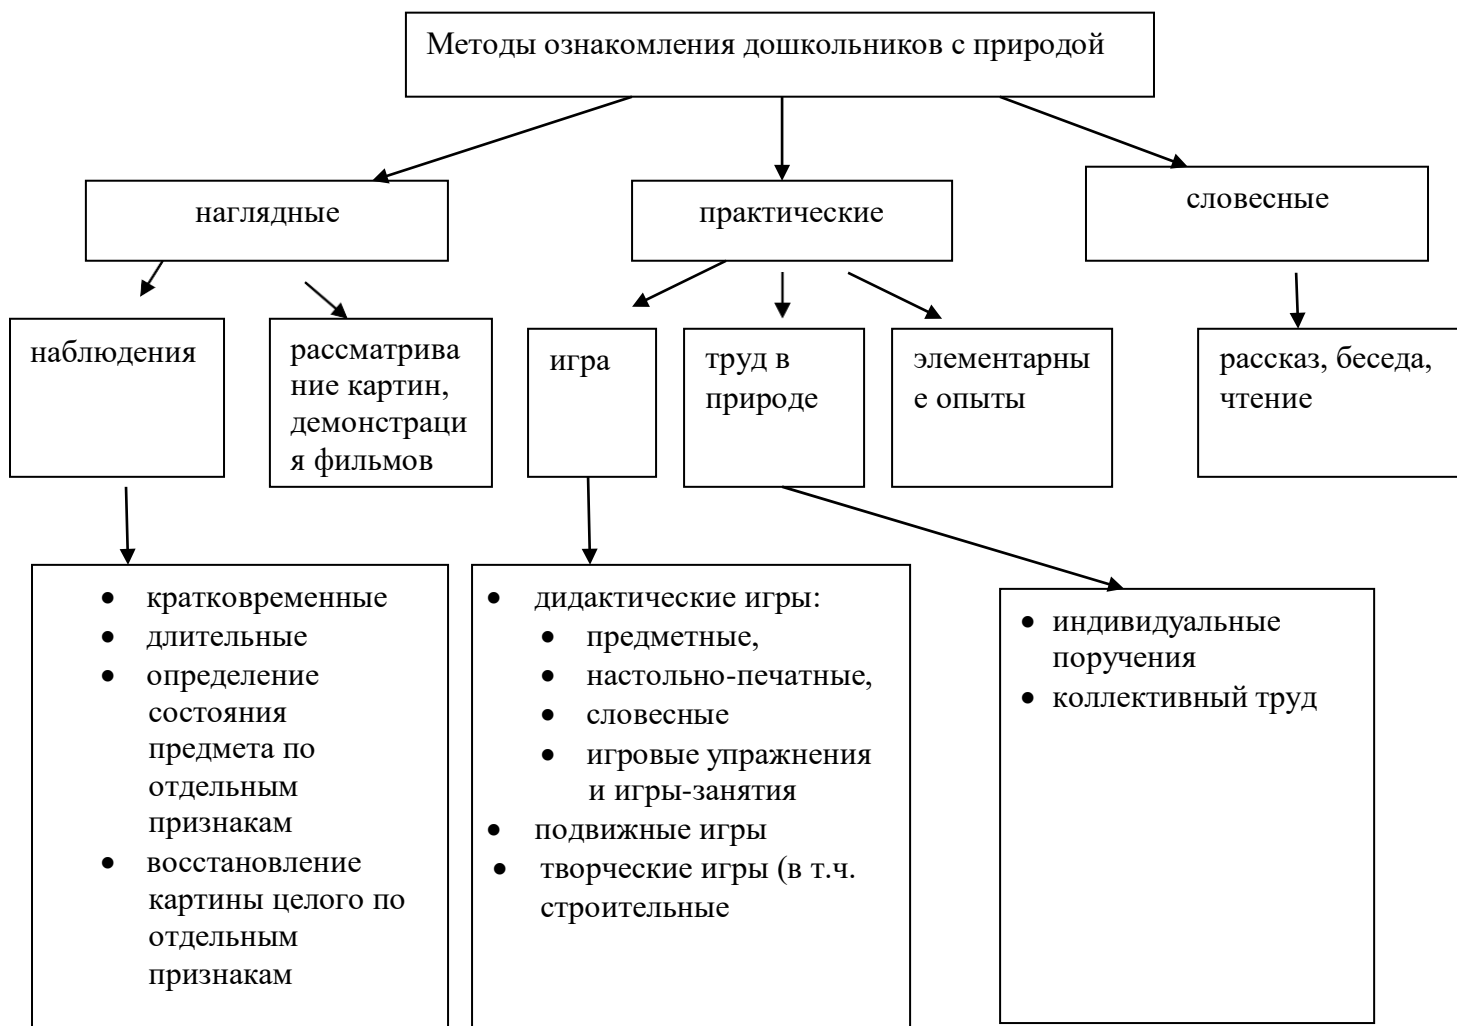 Методы ознакомления дошкольников с природой
наглядные
практические
словесные
наблюдения
рассматрива
ние картин,
демонстраци
я фильмов
игра
труд в
природе
элементарны
е опыты
рассказ, беседа,
чтение
• кратковременные
• длительные
• определение
состояния
предмета по
отдельным
признакам
• восстановление
картины целого по
отдельным
признакам
• дидактические игры:
• предметные,
• настольно-печатные,
• словесные
• игровые упражнения
и игры-занятия
• подвижные игры
• творческие игры (в т.ч.
строительные
• индивидуальные
поручения
• коллективный труд